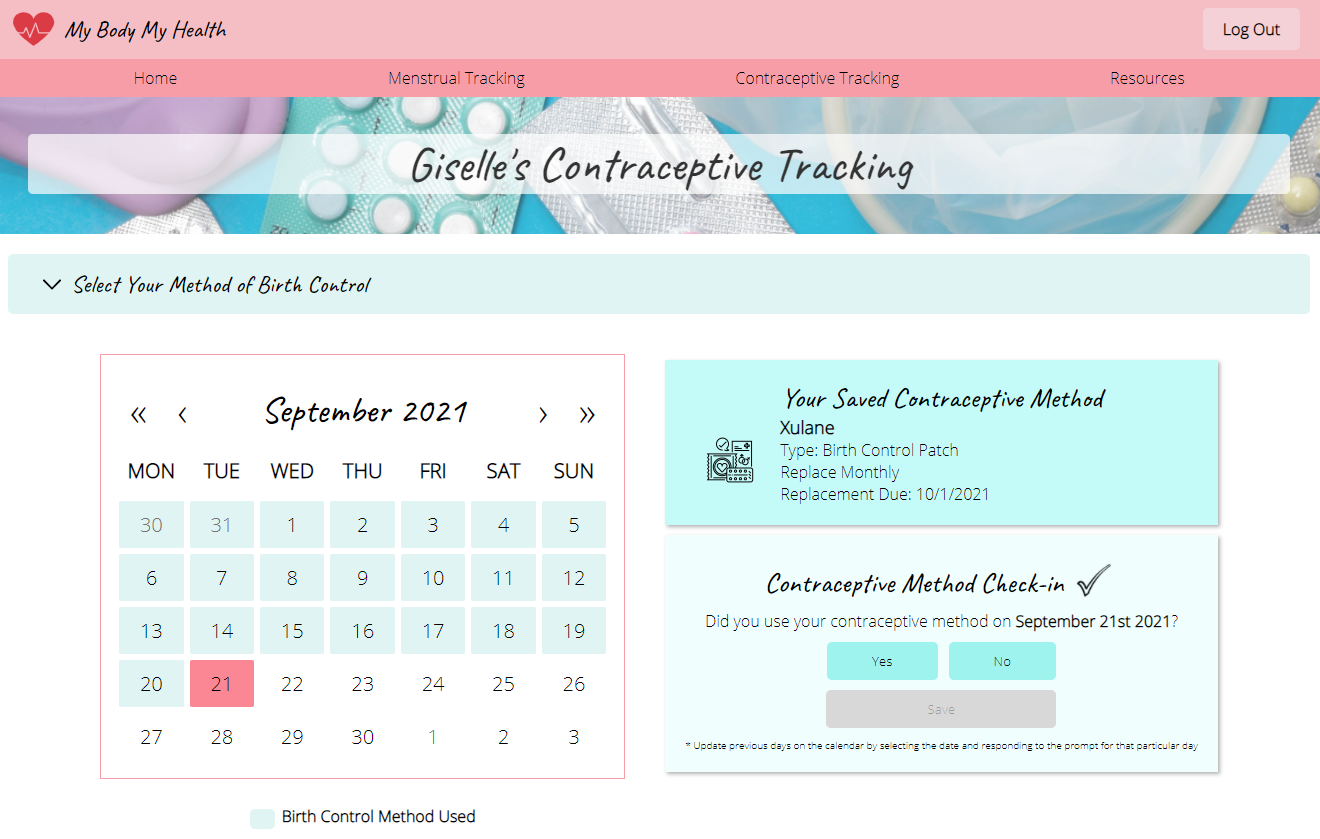 My Body My Health
Log Out
Home Menstrual Tracking Contraceptive Tracking Resources
Giselle's Contraceptive Tracking
Select Your Method of Birth Control
« ‹ September 2021 › »
MON TUE WED THU FRI SAT SUN
30 31 1 2 3 4 5
6 7 8 9 10 11 12
13 14 15 16 17 18 19
20 21 22 23 24 25 26
27 28 29 30 1 2 3
Birth Control Method Used
Your Saved Contraceptive Method
Xulane
Type: Birth Control Patch
Replace Monthly
Replacement Due: 10/1/2021
Contraceptive Method Check-in
Did you use your contraceptive method on September 21st 2021?
Yes No
Save
* Update previous days on the calendar by selecting the date and responding to the prompt for that particular day